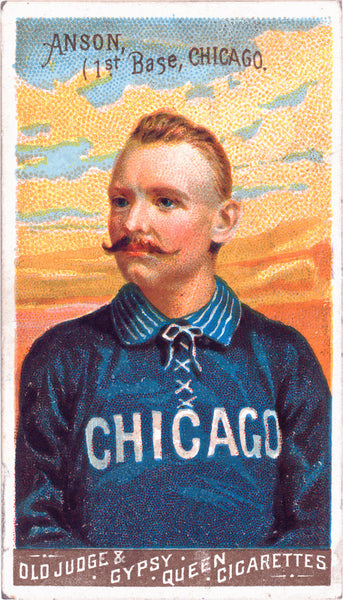 ANSON,
(1st BASE, CHICAGO.
CHICAGO
OLD JUDGE & GYPSY QUEEN CIGARETTES